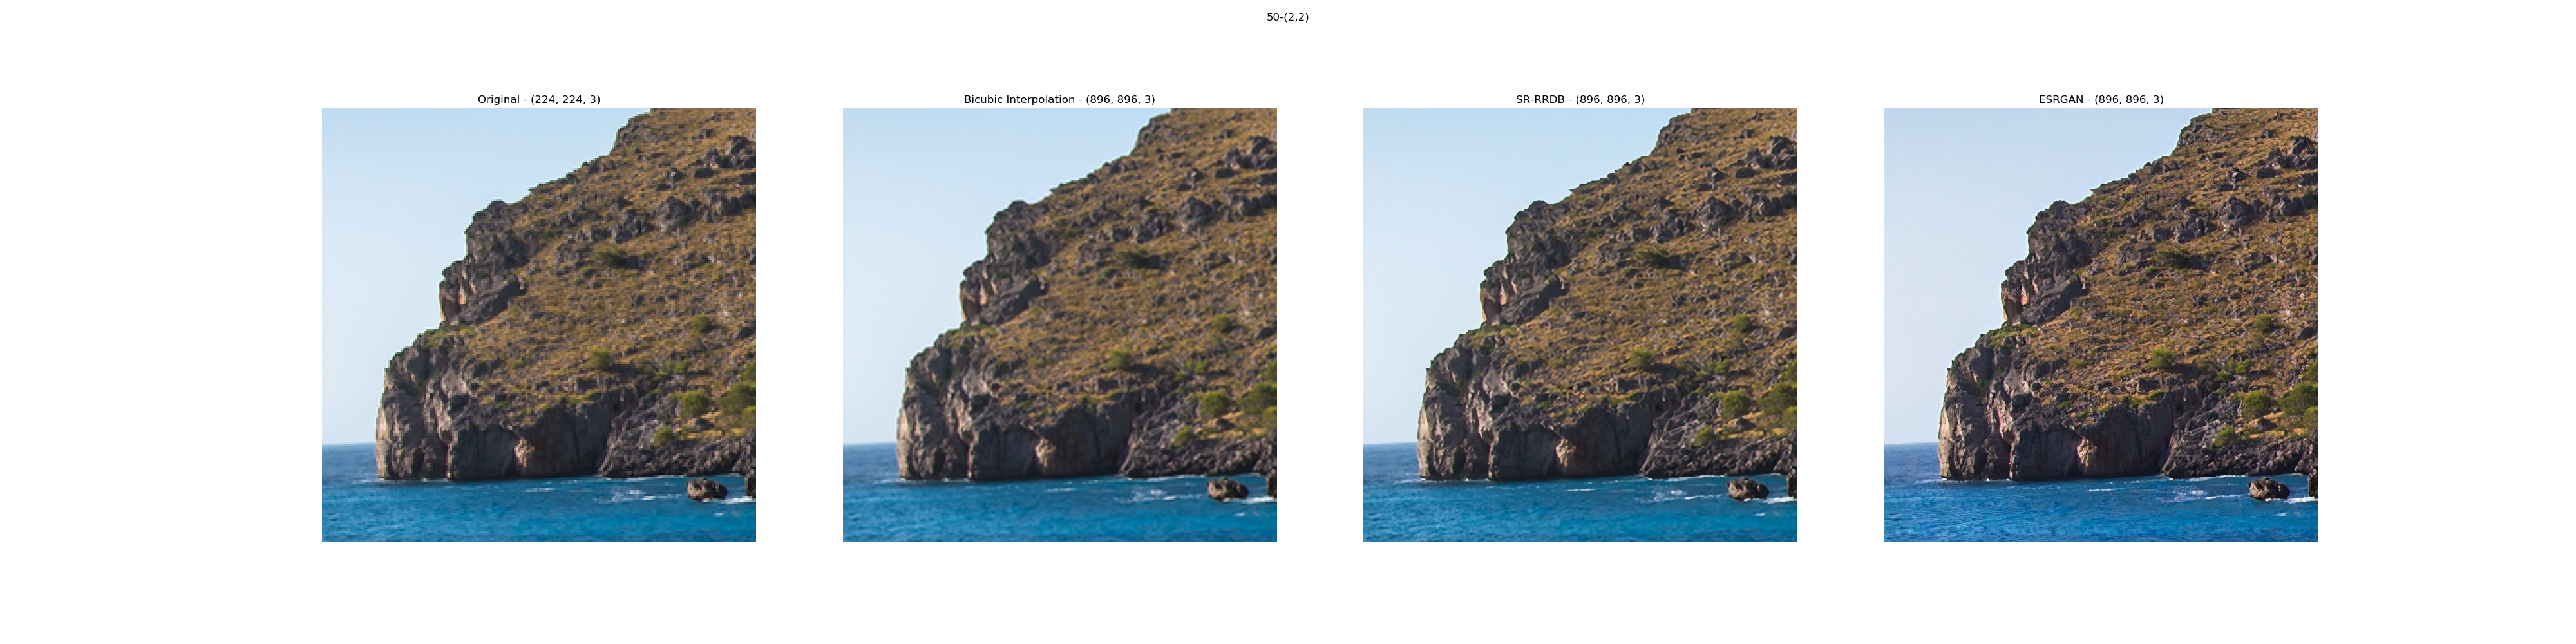 50-(2,2)
Original - (224, 224, 3)
Bicubic Interpolation - (896, 896, 3)
SR-RRDB - (896, 896, 3)
ESRGAN - (896, 896, 3)